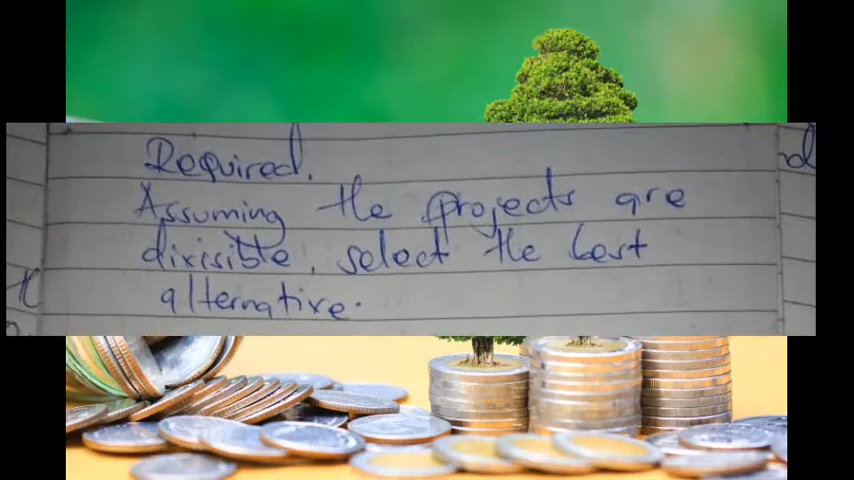 Required.
Assuming the projects are
divisible, select the best
alternative.